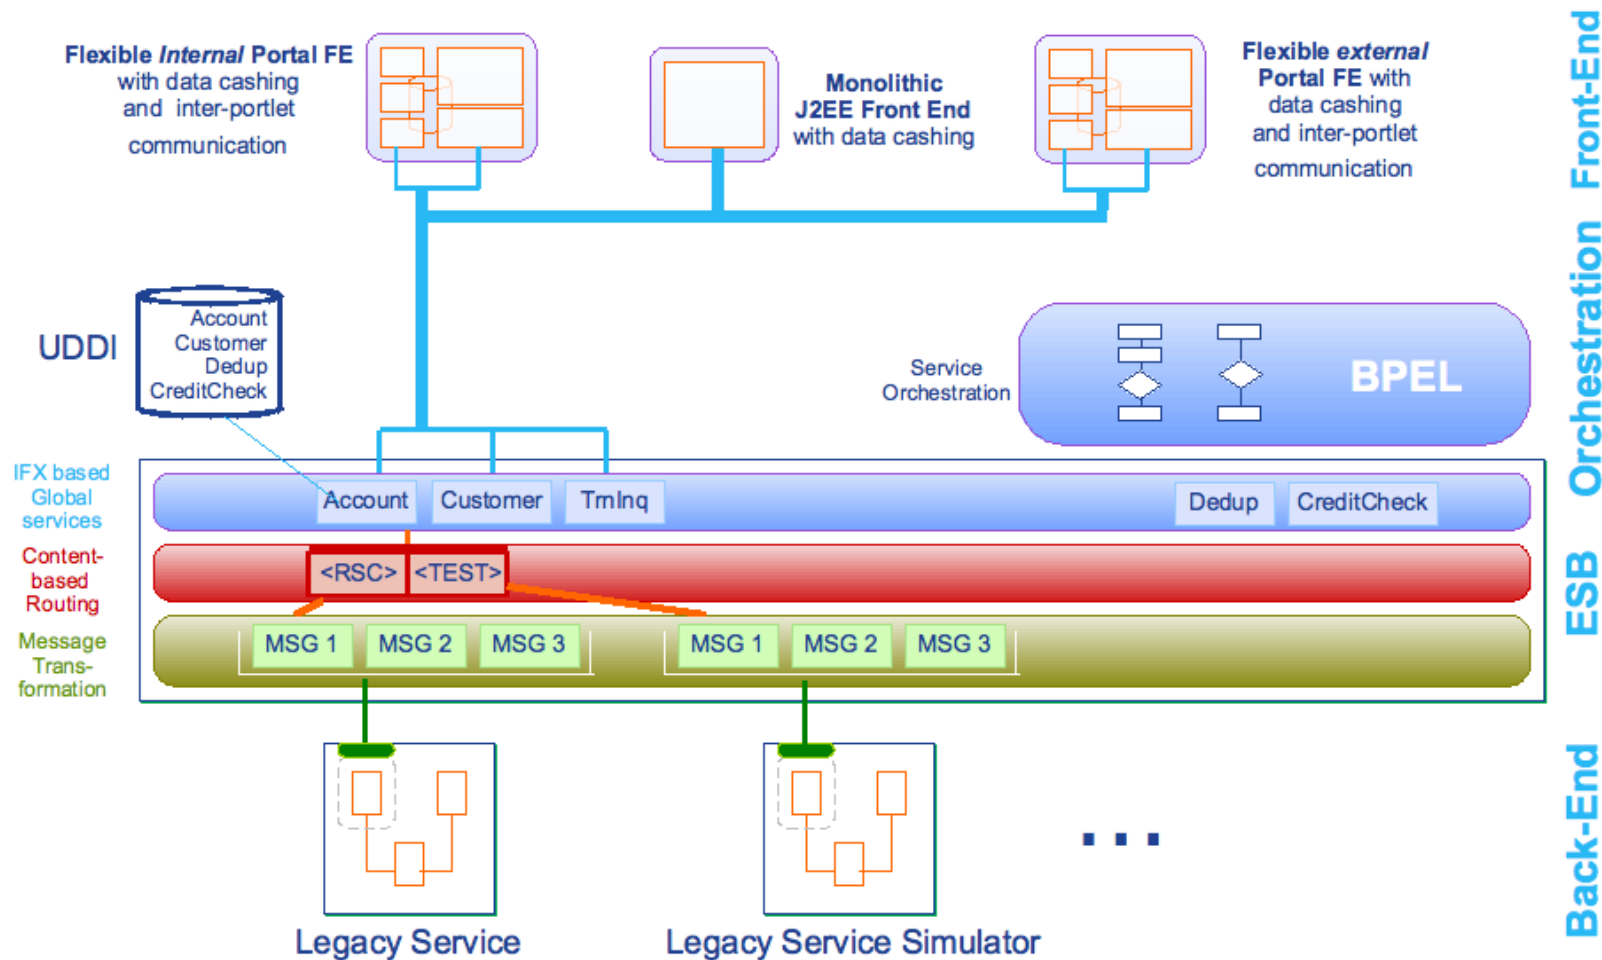 Flexible Internal Portal FE
with data cashing
and inter-portlet
communication
Monolithic
J2EE Front End
with data cashing
Flexible external
Portal FE with
data cashing
and inter-portlet
communication
Front-End
UDDI
Account
Customer
Dedup
CreditCheck
Service
Orchestration
BPEL
Orchestration
IFX based
Global
services
Account
Customer
TrnInq
Dedup
CreditCheck
Content-
based
Routing
<RSC>
<TEST>
ESB
Message
Trans-
formation
MSG 1
MSG 2
MSG 3
MSG 1
MSG 2
MSG 3
...
Back-End
Legacy Service
Legacy Service Simulator